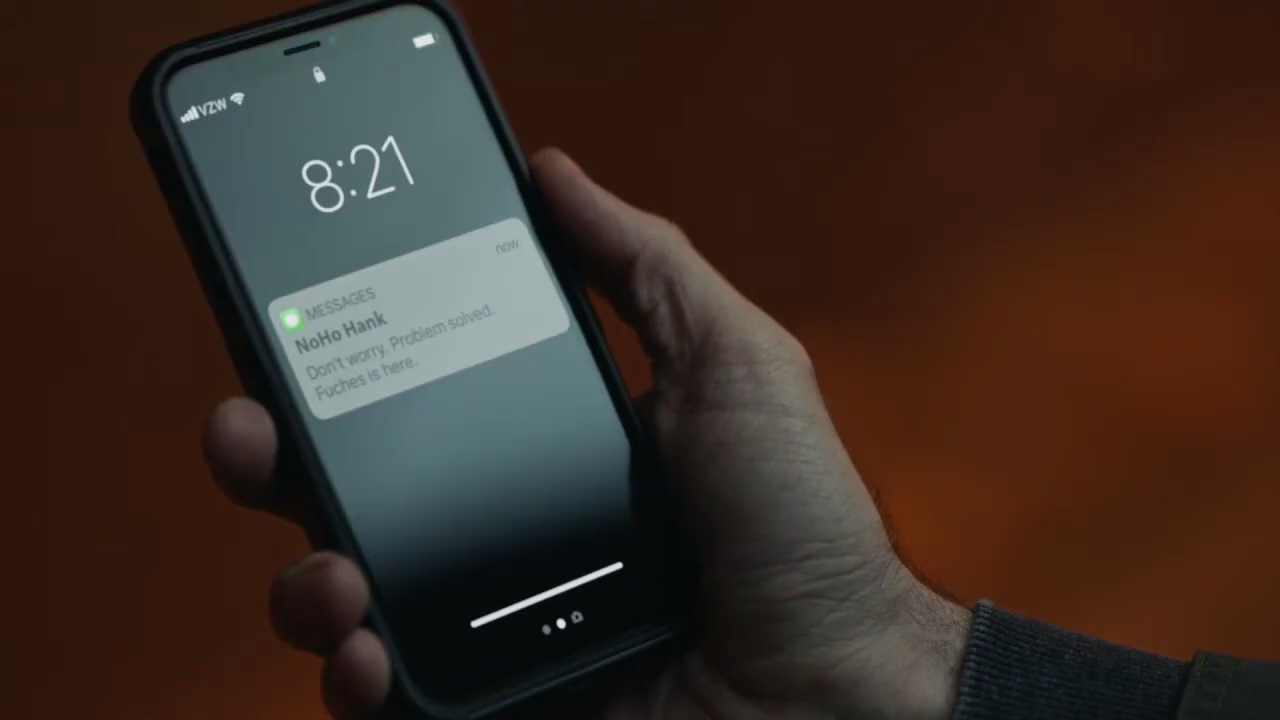 VZW
8:21
MESSAGES
now
NoHo Hank
Don't worry. Problem solved.
Fuches is here.